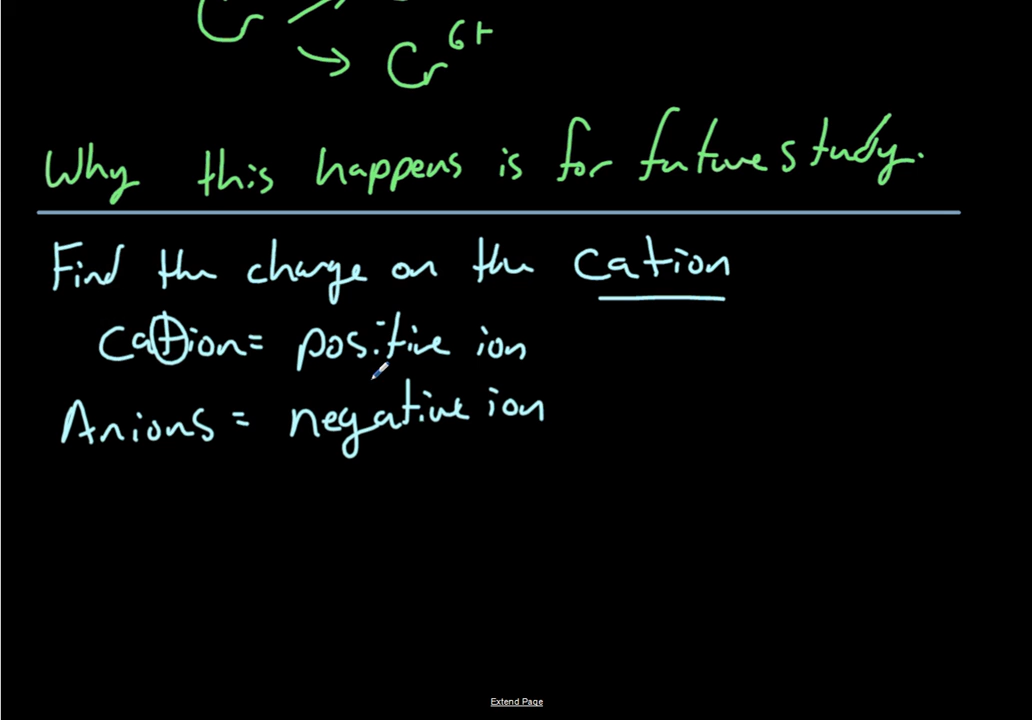 Cr
Cr6+
Why this happens is for future study.
Find the charge on the cation
Cation= positive ion
Anions = negative ion
Extend Page